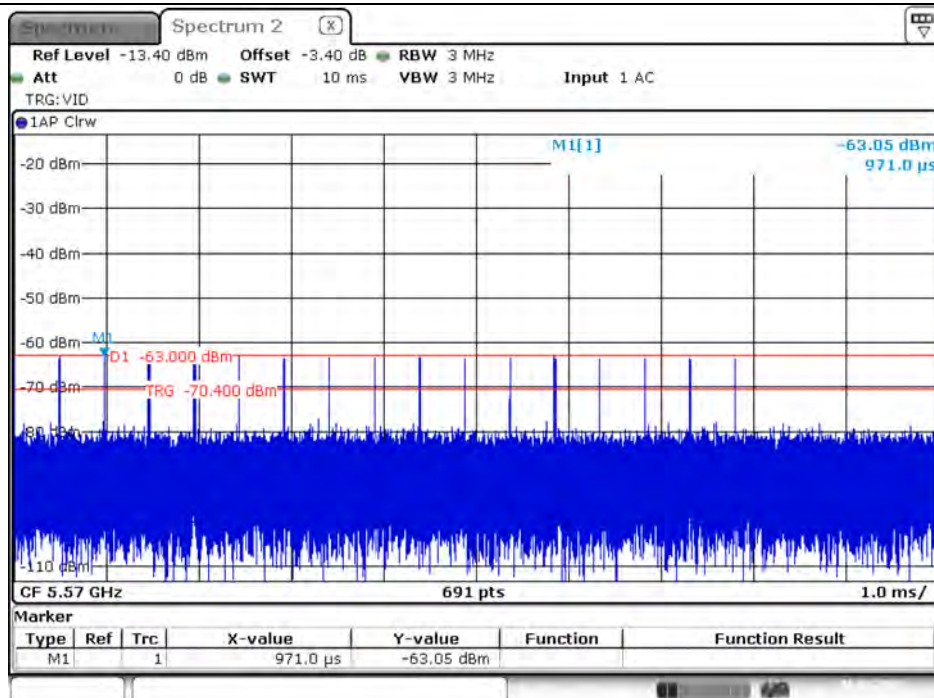 Spectrum 2 X
Ref Level -13.40 dBm Offset -3.40 dB RBW 3 MHz
Att 0 dB SWT 10 ms VBW 3 MHz Input 1 AC
TRG:VID
1AP Clrw
M1[1] -63.05 dBm
971.0 µs
-20 dBm
-30 dBm
-40 dBm
-50 dBm
-60 dBm
M1
D1 -63.000 dBm
-70 dBm
TRG -70.400 dBm
-110 dBm
CF 5.57 GHz 691 pts 1.0 ms/
Marker
Type Ref Trc X-value Y-value Function Function Result
M1 1 971.0 µs -63.05 dBm